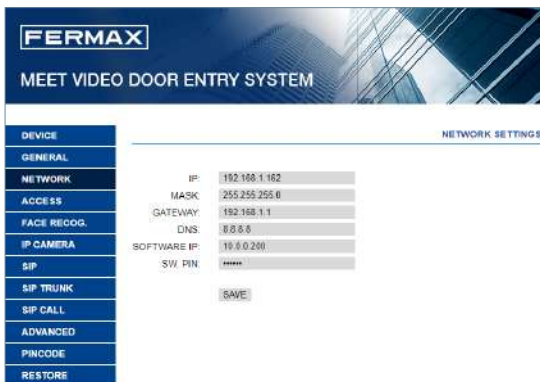 FERMAX
MEET VIDEO DOOR ENTRY SYSTEM
DEVICE
GENERAL
NETWORK
ACCESS
FACE RECOG.
IP CAMERA
SIP
SIP TRUNK
SIP CALL
ADVANCED
PINCODE
RESTORE
NETWORK SETTINGS
IP: 192.168.1.162
MASK: 255.255.255.0
GATEWAY: 192.168.1.1
DNS: 8.8.8.8
SOFTWARE IP: 10.0.0.200
SW. PIN: ••••••
SAVE